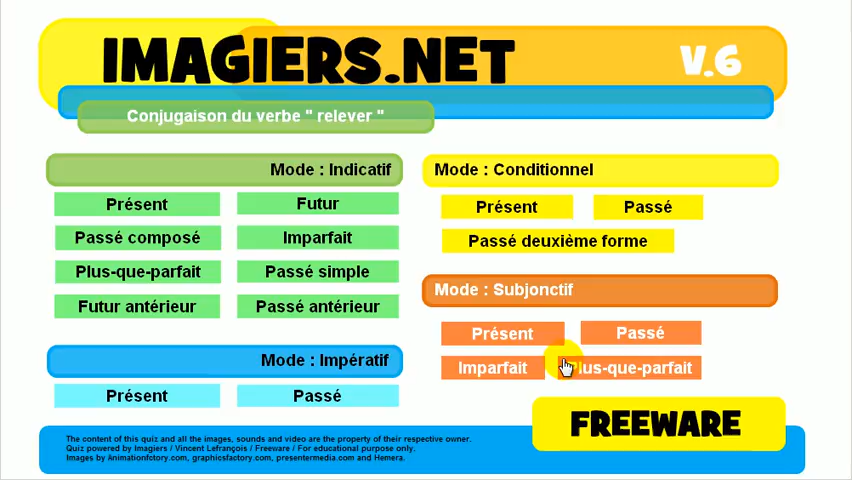 IMAGIERS.NET
V.6
Conjugaison du verbe " relever "
Mode : Indicatif
Présent
Futur
Passé composé
Imparfait
Plus-que-parfait
Passé simple
Futur antérieur
Passé antérieur
Mode : Impératif
Présent
Passé
Mode : Conditionnel
Présent
Passé
Passé deuxième forme
Mode : Subjonctif
Présent
Passé
Imparfait
Plus-que-parfait
FREEWARE
The content of this quiz and all the images, sounds and video are the property of their respective owner.
Quiz powered by Imagiers / Vincent Lefrançois / Freeware / For educational purpose only.
Images by Animationfctory.com, graphicsfactory.com, presentermedia.com and Hemera.